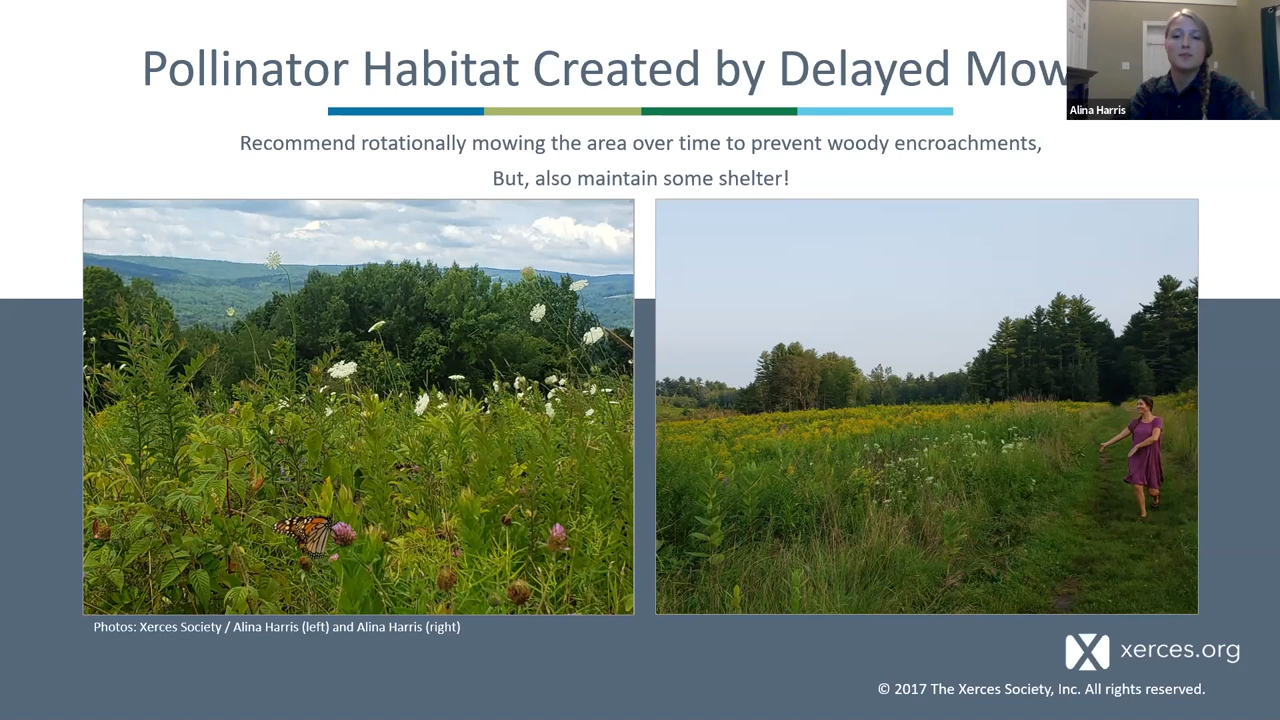 Pollinator Habitat Created by Delayed Mow
Alina Harris
Recommend rotationally mowing the area over time to prevent woody encroachments,
But, also maintain some shelter!
Photos: Xerces Society / Alina Harris (left) and Alina Harris (right)
xerces.org
© 2017 The Xerces Society, Inc. All rights reserved.